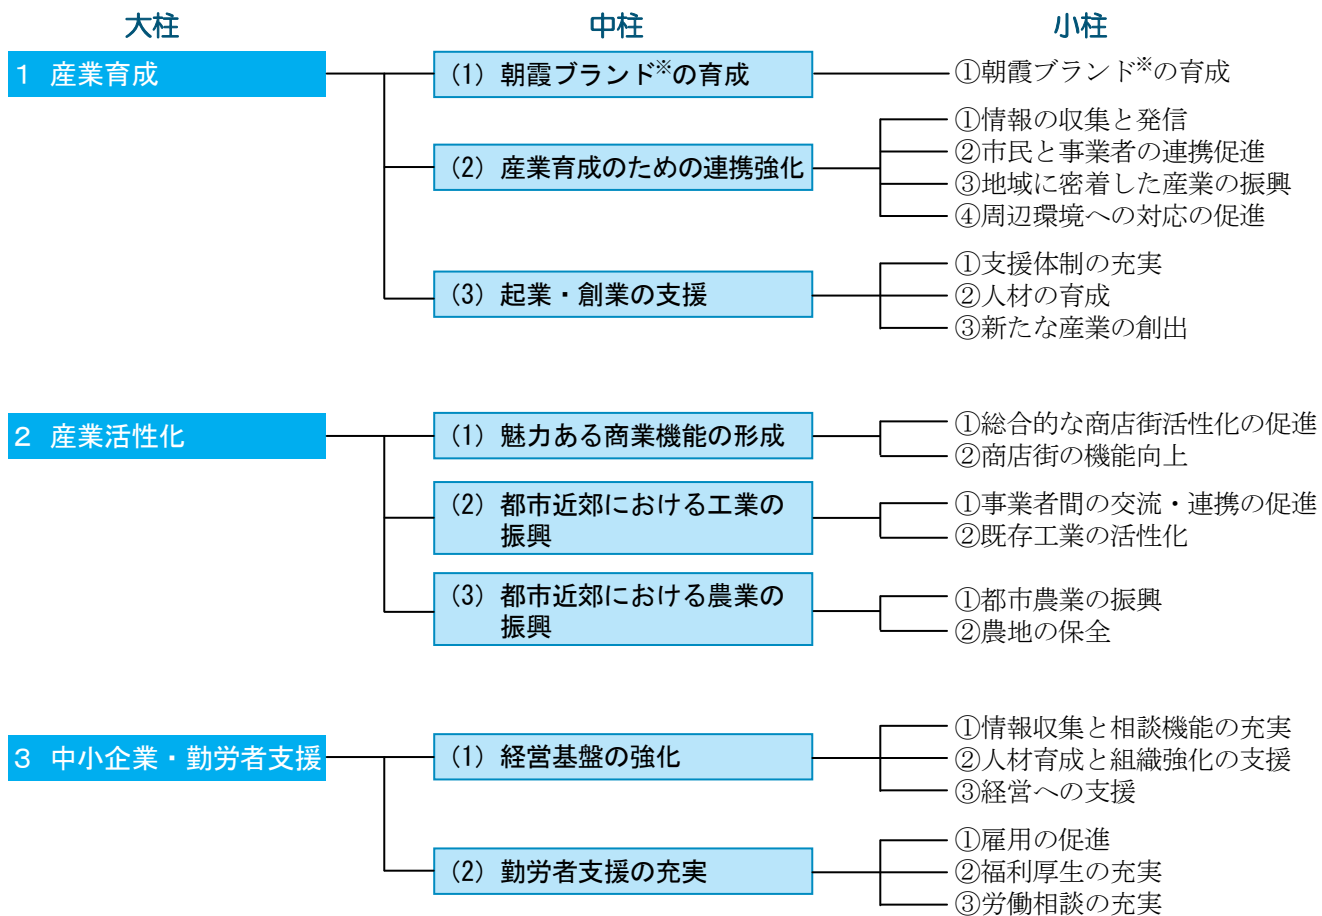 大柱
中柱
小柱
1 産業育成
(1) 朝霞ブランド※の育成
①朝霞ブランド※の育成
(2) 産業育成のための連携強化
①情報の収集と発信
②市民と事業者の連携促進
③地域に密着した産業の振興
④周辺環境への対応の促進
(3) 起業・創業の支援
①支援体制の充実
②人材の育成
③新たな産業の創出
2 産業活性化
(1) 魅力ある商業機能の形成
①総合的な商店街活性化の促進
②商店街の機能向上
(2) 都市近郊における工業の
振興
①事業者間の交流・連携の促進
②既存工業の活性化
(3) 都市近郊における農業の
振興
①都市農業の振興
②農地の保全
3 中小企業・勤労者支援
(1) 経営基盤の強化
①情報収集と相談機能の充実
②人材育成と組織強化の支援
③経営への支援
(2) 勤労者支援の充実
①雇用の促進
②福利厚生の充実
③労働相談の充実